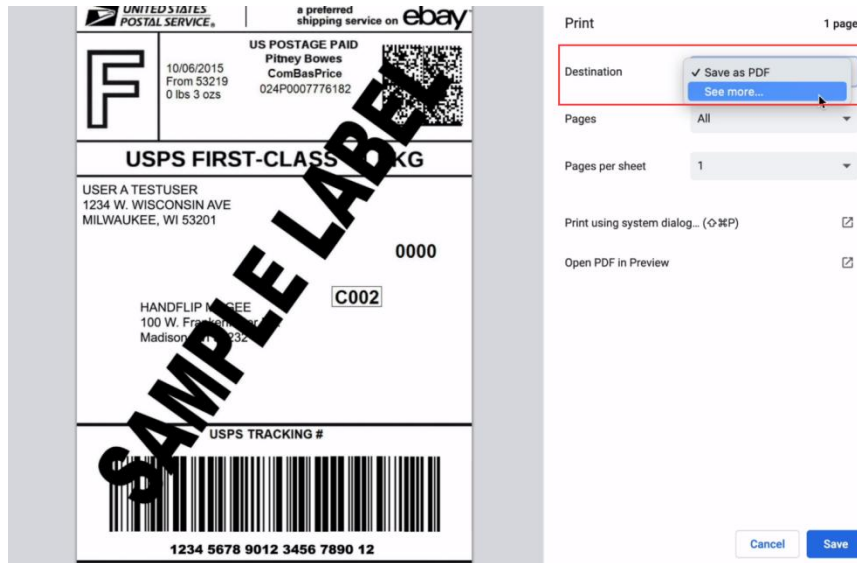 UNITED STATES
POSTAL SERVICE®
a preferred
shipping service on ebay
F
10/06/2015
From 53219
0 lbs 3 ozs
US POSTAGE PAID
Pitney Bowes
ComBasPrice
024P0007776182
USPS FIRST-CLASS KG
USER A TESTUSER
1234 W. WISCONSIN AVE
MILWAUKEE, WI 53201
0000
C002
HANDFLIP
100 W.
Madison
SAMPLE LABEL
USPS TRACKING #
1234 5678 9012 3456 7890 12
Print 1 page
Destination
✓ Save as PDF
See more...
Pages All
Pages per sheet 1
Print using system dialog... (⇧⌘P)
Open PDF in Preview
Cancel Save